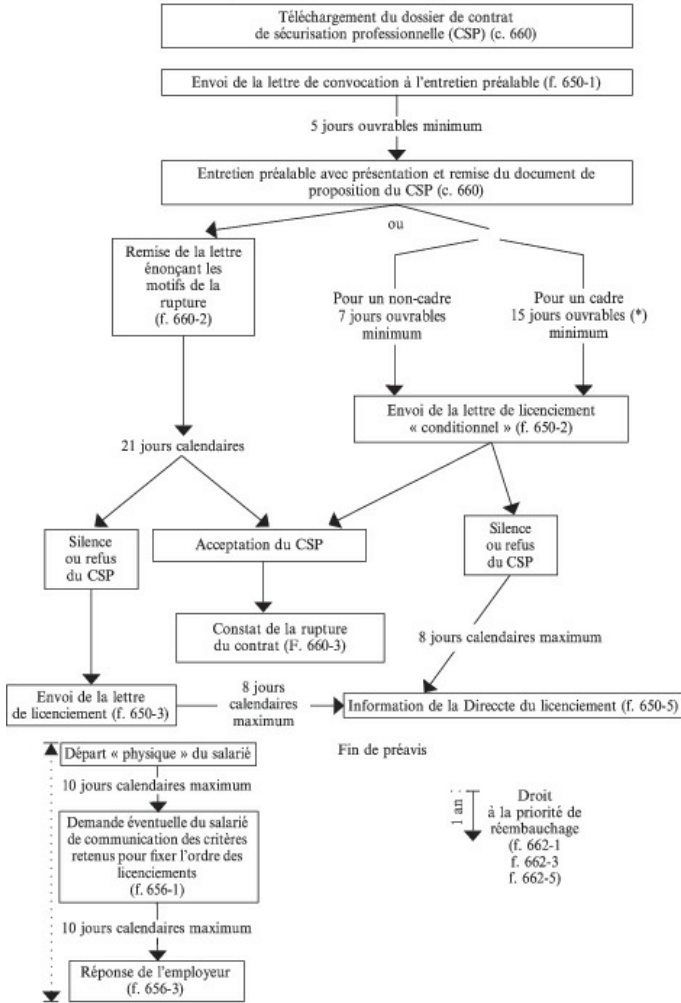 Téléchargement du dossier de contrat
de sécurisation professionnelle (CSP) (c. 660)
Envoi de la lettre de convocation à l'entretien préalable (f. 650-1)
5 jours ouvrables minimum
Entretien préalable avec présentation et remise du document de
proposition du CSP (c. 660)
ou
Remise de la lettre
énonçant les
motifs de la
rupture
(f. 660-2)
Pour un non-cadre
7 jours ouvrables
minimum
Pour un cadre
15 jours ouvrables (*)
minimum
Envoi de la lettre de licenciement
« conditionnel » (f. 650-2)
21 jours calendaires
Silence
ou refus
du CSP
Acceptation du CSP
Silence
ou refus
du CSP
Constat de la rupture
du contrat (F. 660-3)
8 jours calendaires maximum
Envoi de la lettre
de licenciement (f. 650-3)
8 jours
calendaires
maximum
Information de la Direccte du licenciement (f. 650-5)
Départ « physique » du salarié
Fin de préavis
10 jours calendaires maximum
Demande éventuelle du salarié
de communication des critères
retenus pour fixer l'ordre des
licenciements
(f. 656-1)
1 an
Droit
à la priorité de
réembauchage
(f. 662-1
f. 662-3
f. 662-5)
10 jours calendaires maximum
Réponse de l'employeur
(f. 656-3)